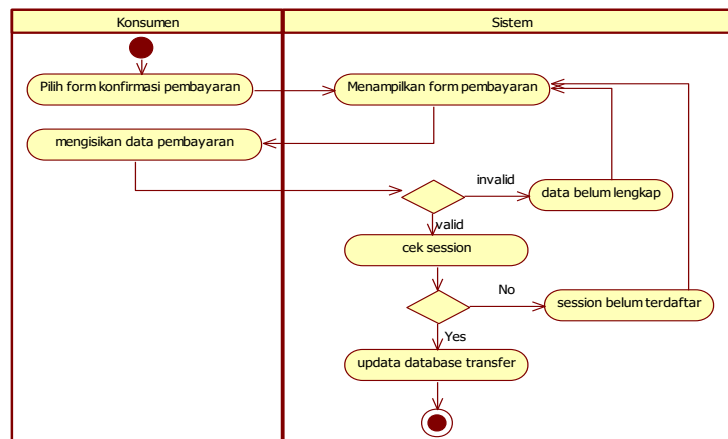 Konsumen
Sistem
Pilih form konfirmasi pembayaran
Menampilkan form pembayaran
mengisikan data pembayaran
invalid
data belum lengkap
valid
cek session
No
session belum terdaftar
Yes
updata database transfer